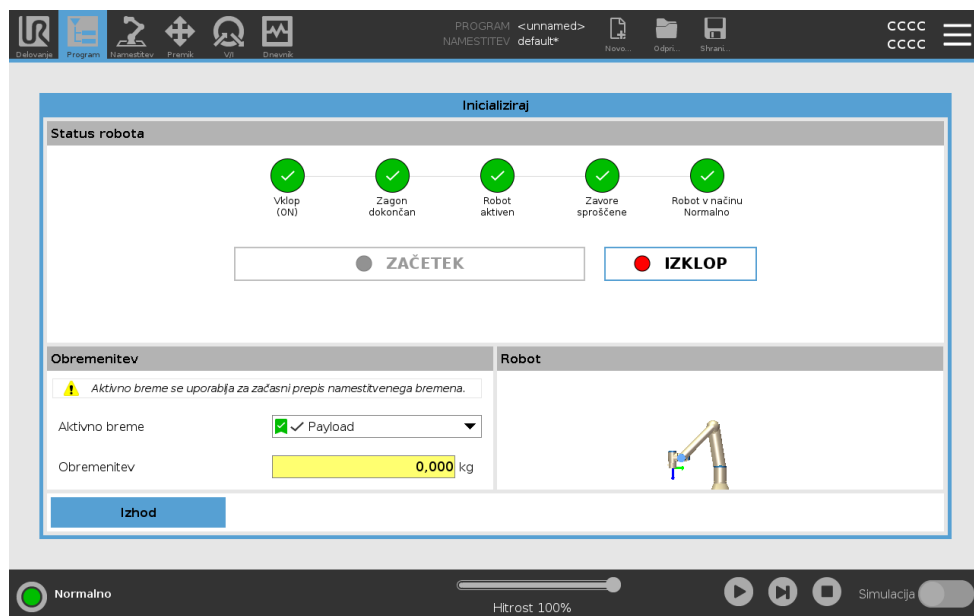 PROGRAM <unnamed>
NAMESTITEV default*
CCCC
CCCC
Delovanje Program Namestitev Premik V/I Dnevnik Novo... Odpri... Shrani...
Inicializiraj
Status robota
Vklop (ON)
Zagon dokončan
Robot aktiven
Zavore sproščene
Robot v načinu Normalno
ZAČETEK
IZKLOP
Obremenitev
Robot
Aktivno breme se uporablja za začasni prepis namestitvenega bremena.
Aktivno breme Payload
Obremenitev 0,000 kg
Izhod
Normalno
Hitrost 100%
Simulacija